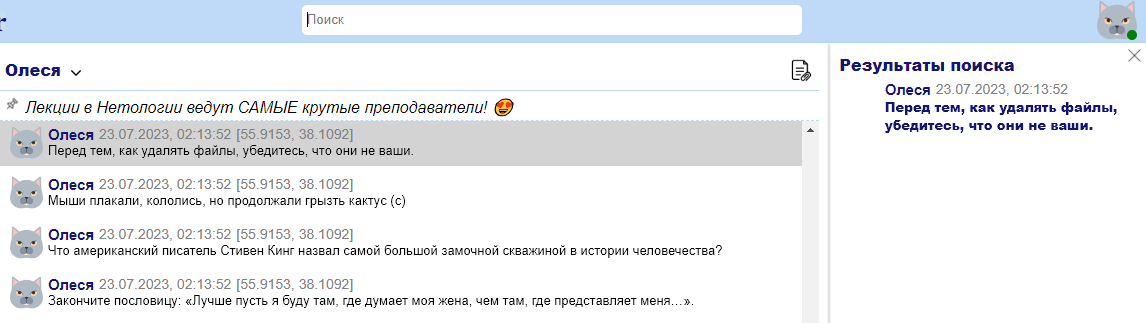 r
Поиск
Олеся
Лекции в Нетологии ведут САМЫЕ крутые преподаватели! 😍
Олеся 23.07.2023, 02:13:52 [55.9153, 38.1092]
Перед тем, как удалять файлы, убедитесь, что они не ваши.
Олеся 23.07.2023, 02:13:52 [55.9153, 38.1092]
Мыши плакали, кололись, но продолжали грызть кактус (с)
Олеся 23.07.2023, 02:13:52 [55.9153, 38.1092]
Что американский писатель Стивен Кинг назвал самой большой замочной скважиной в истории человечества?
Олеся 23.07.2023, 02:13:52 [55.9153, 38.1092]
Закончите пословицу: «Лучше пусть я буду там, где думает моя жена, чем там, где представляет меня…».
Результаты поиска
Олеся 23.07.2023, 02:13:52
Перед тем, как удалять файлы,
убедитесь, что они не ваши.